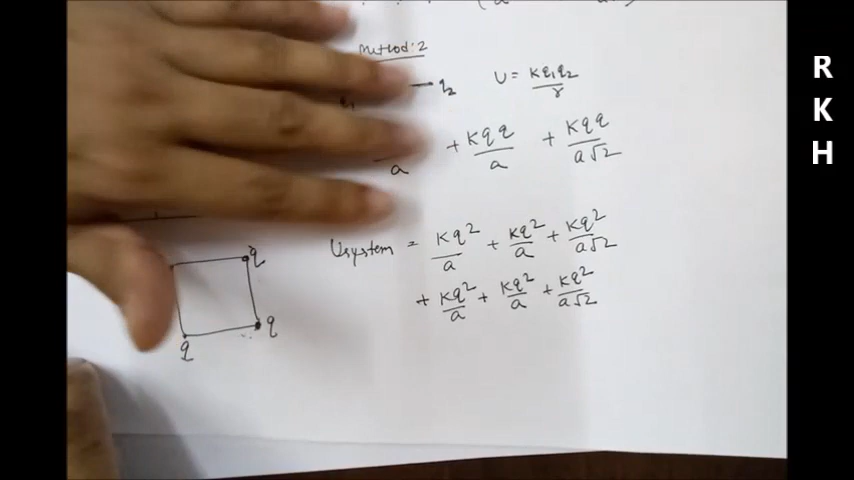 Method:2
q₂ U = Kq₁q₂/r
a + Kqq/a + Kqq/a√2
Usystem = Kq²/a + Kq²/a + Kq²/a√2
+ Kq²/a + Kq²/a + Kq²/a√2
q
q
q
R
K
H